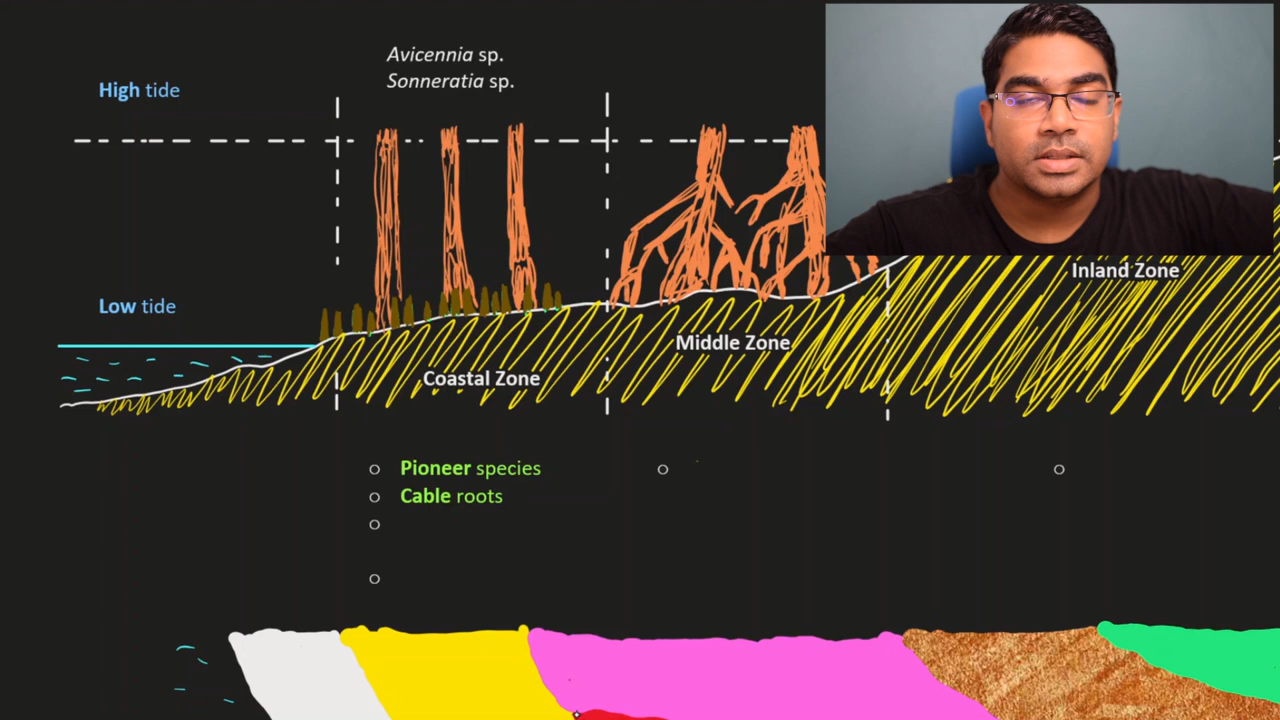 Avicennia sp.
Sonneratia sp.
High tide
Low tide
Inland Zone
Middle Zone
Coastal Zone
Pioneer species
Cable roots